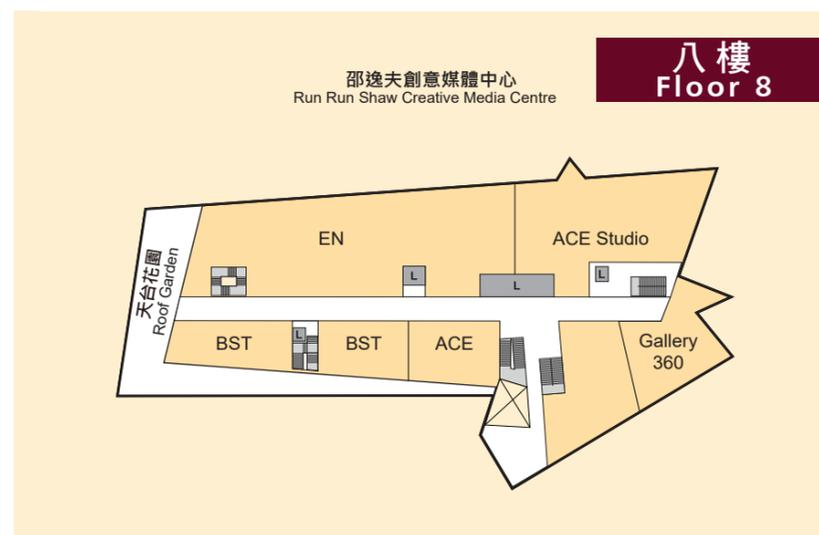 八樓
Floor 8
邵逸夫創意媒體中心
Run Run Shaw Creative Media Centre
EN
ACE Studio
天台花園
Roof Garden
L
L
L
L
BST
BST
ACE
Gallery
360